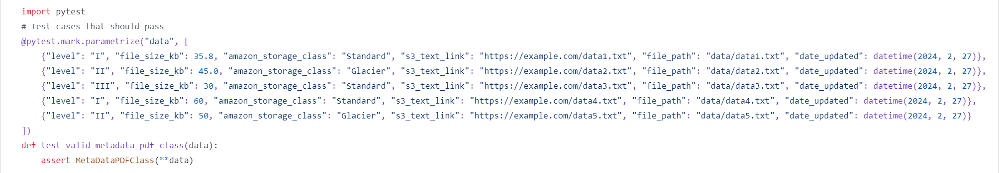 import pytest
# Test cases that should pass
@pytest.mark.parametrize("data", [
    {"level": "I", "file_size_kb": 35.8, "amazon_storage_class": "Standard", "s3_text_link": "https://example.com/data1.txt", "file_path": "data/data1.txt", "date_updated": datetime(2024, 2, 27)},
    {"level": "II", "file_size_kb": 45.0, "amazon_storage_class": "Glacier", "s3_text_link": "https://example.com/data2.txt", "file_path": "data/data2.txt", "date_updated": datetime(2024, 2, 27)},
    {"level": "III", "file_size_kb": 30, "amazon_storage_class": "Standard", "s3_text_link": "https://example.com/data3.txt", "file_path": "data/data3.txt", "date_updated": datetime(2024, 2, 27)},
    {"level": "I", "file_size_kb": 60, "amazon_storage_class": "Standard", "s3_text_link": "https://example.com/data4.txt", "file_path": "data/data4.txt", "date_updated": datetime(2024, 2, 27)},
    {"level": "II", "file_size_kb": 50, "amazon_storage_class": "Glacier", "s3_text_link": "https://example.com/data5.txt", "file_path": "data/data5.txt", "date_updated": datetime(2024, 2, 27)}
])
def test_valid_metadata_pdf_class(data):
    assert MetaDataPDFClass(**data)